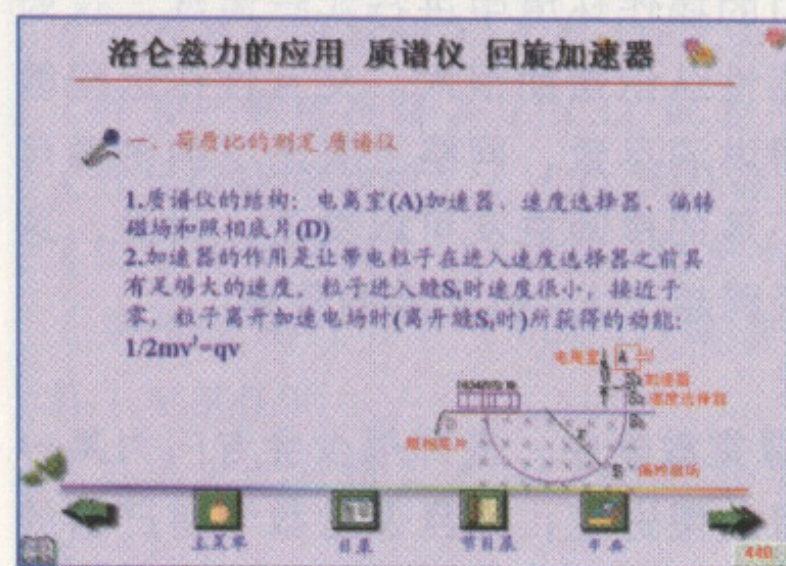 洛仑兹力的应用 质谱仪 回旋加速器
一、荷质比的测定 质谱仪
1.质谱仪的结构:电离室(A)加速器、速度选择器、偏转
磁场和照相底片(D)
2.加速器的作用是让带电粒子在进入速度选择器之前具
有足够大的速度,粒子进入缝S₁时速度很小,接近于
零,粒子离开加速电场时(离开缝S₂时)所获得的动能:
1/2mv²=qv
电离室 A
S₁ 加速器
S₂ 速度选择器
S₃
D
照相底片
r
B 偏转磁场
主菜单 目录 节目录 字典
440